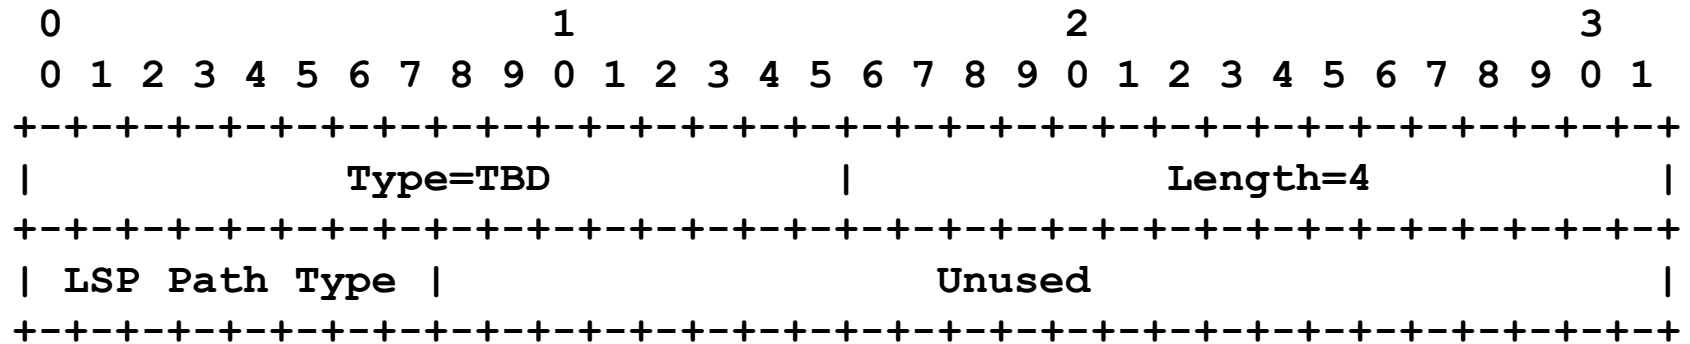 0                   1                   2                   3
 0 1 2 3 4 5 6 7 8 9 0 1 2 3 4 5 6 7 8 9 0 1 2 3 4 5 6 7 8 9 0 1
+-+-+-+-+-+-+-+-+-+-+-+-+-+-+-+-+-+-+-+-+-+-+-+-+-+-+-+-+-+-+-+-+
|            Type=TBD           |            Length=4           |
+-+-+-+-+-+-+-+-+-+-+-+-+-+-+-+-+-+-+-+-+-+-+-+-+-+-+-+-+-+-+-+-+
| LSP Path Type |                   Unused                      |
+-+-+-+-+-+-+-+-+-+-+-+-+-+-+-+-+-+-+-+-+-+-+-+-+-+-+-+-+-+-+-+-+